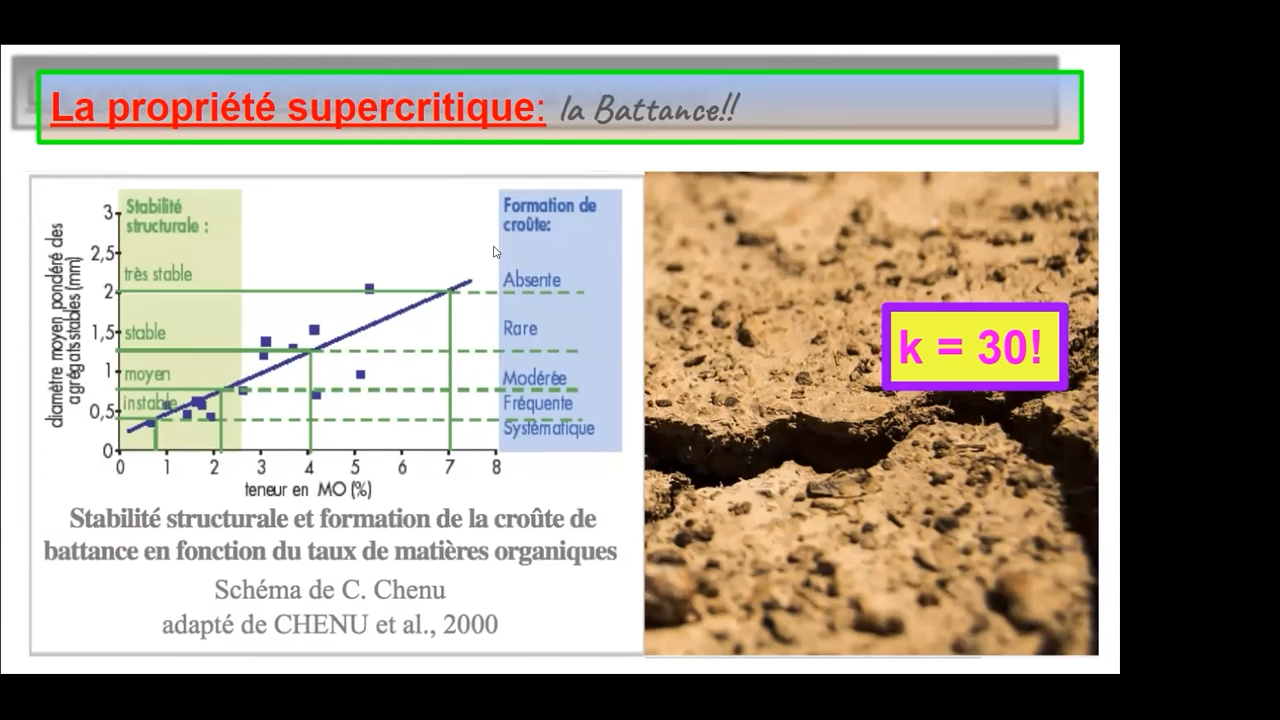 La propriété supercritique: la Battance!!
Stabilité
structurale :
très stable
stable
moyen
instable
Formation de
croûte:
Absente
Rare
Modérée
Fréquente
Systématique
diamètre moyen pondéré des
agrégats stables (mm)
3
2,5
2
1,5
1
0,5
0
0 1 2 3 4 5 6 7 8
teneur en MO (%)
Stabilité structurale et formation de la croûte de
battance en fonction du taux de matières organiques
Schéma de C. Chenu
adapté de CHENU et al., 2000
k = 30!